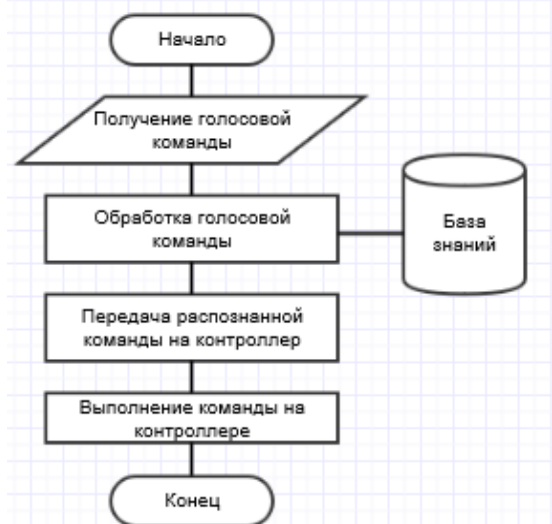 Начало
Получение голосовой
команды
Обработка голосовой
команды
База
знаний
Передача распознанной
команды на контроллер
Выполнение команды на
контроллере
Конец